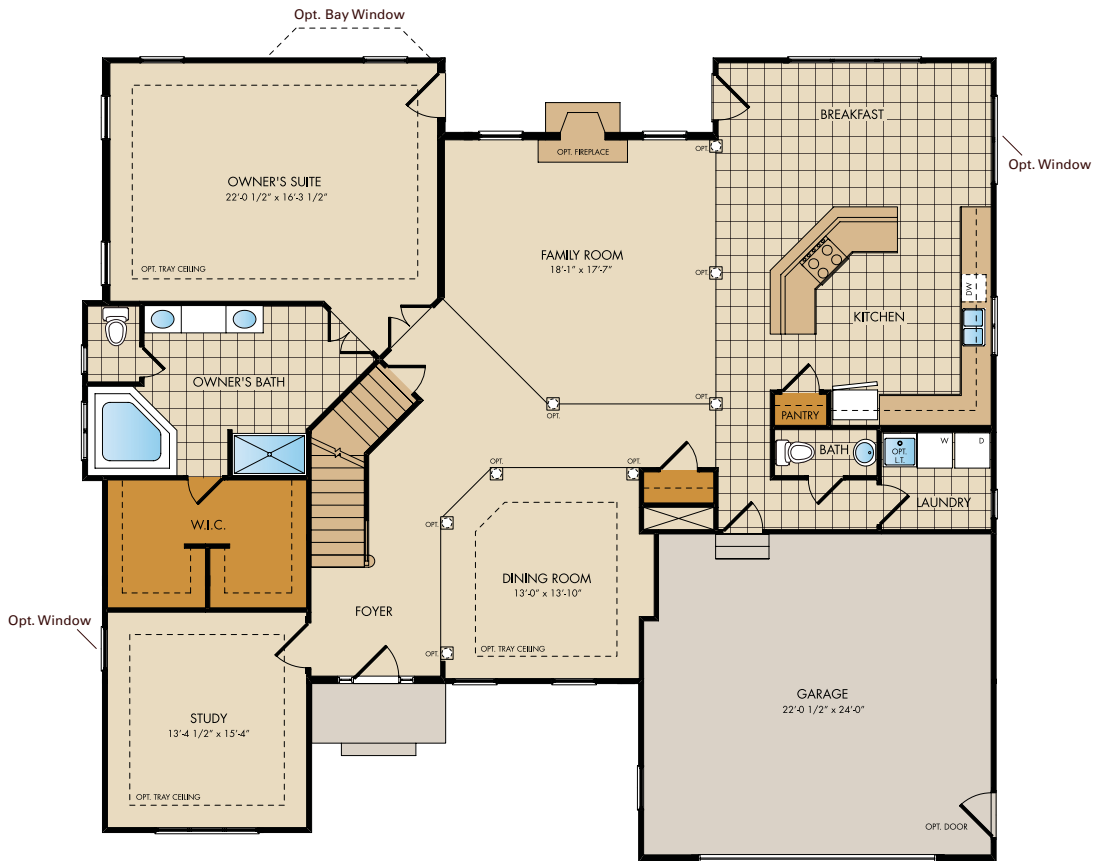 Opt. Bay Window
BREAKFAST
OPT. FIREPLACE
OPT.
Opt. Window
OWNER'S SUITE
22'-0 1/2" x 16'-3 1/2"
FAMILY ROOM
18'-1" x 17'-7"
OPT. TRAY CEILING
OPT.
DW
KITCHEN
OWNER'S BATH
PANTRY
OPT.
OPT.
BATH
OPT.
L.T.
W
D
OPT.
OPT.
LAUNDRY
W.I.C.
OPT.
DINING ROOM
13'-0" x 13'-10"
FOYER
Opt. Window
OPT.
OPT. TRAY CEILING
GARAGE
22'-0 1/2" x 24'-0"
STUDY
13'-4 1/2" x 15'-4"
OPT. TRAY CEILING
OPT. DOOR